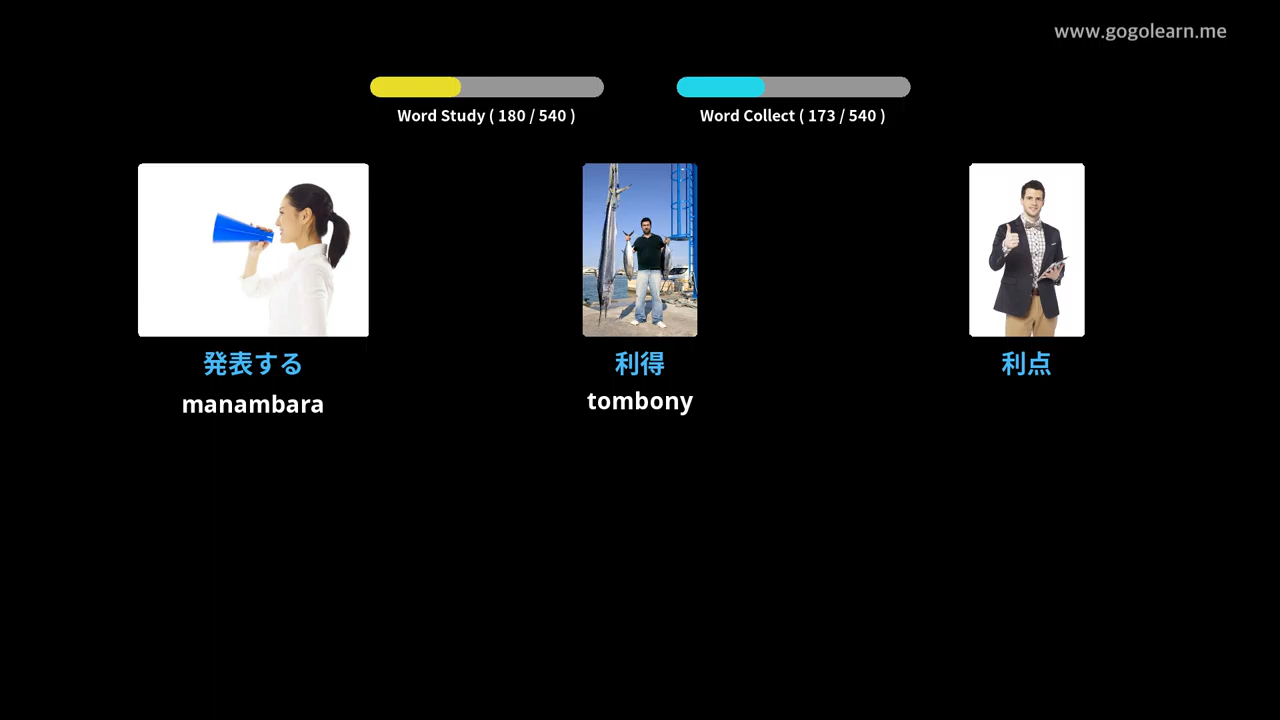 www.gogolearn.me
Word Study ( 180 / 540 )
Word Collect ( 173 / 540 )
発表する
利得
利点
manambara
tombony